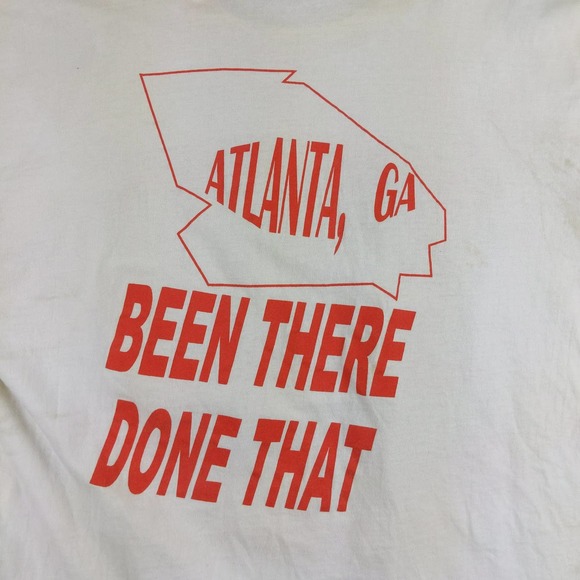 ATLANTA, GA
BEEN THERE
DONE THAT